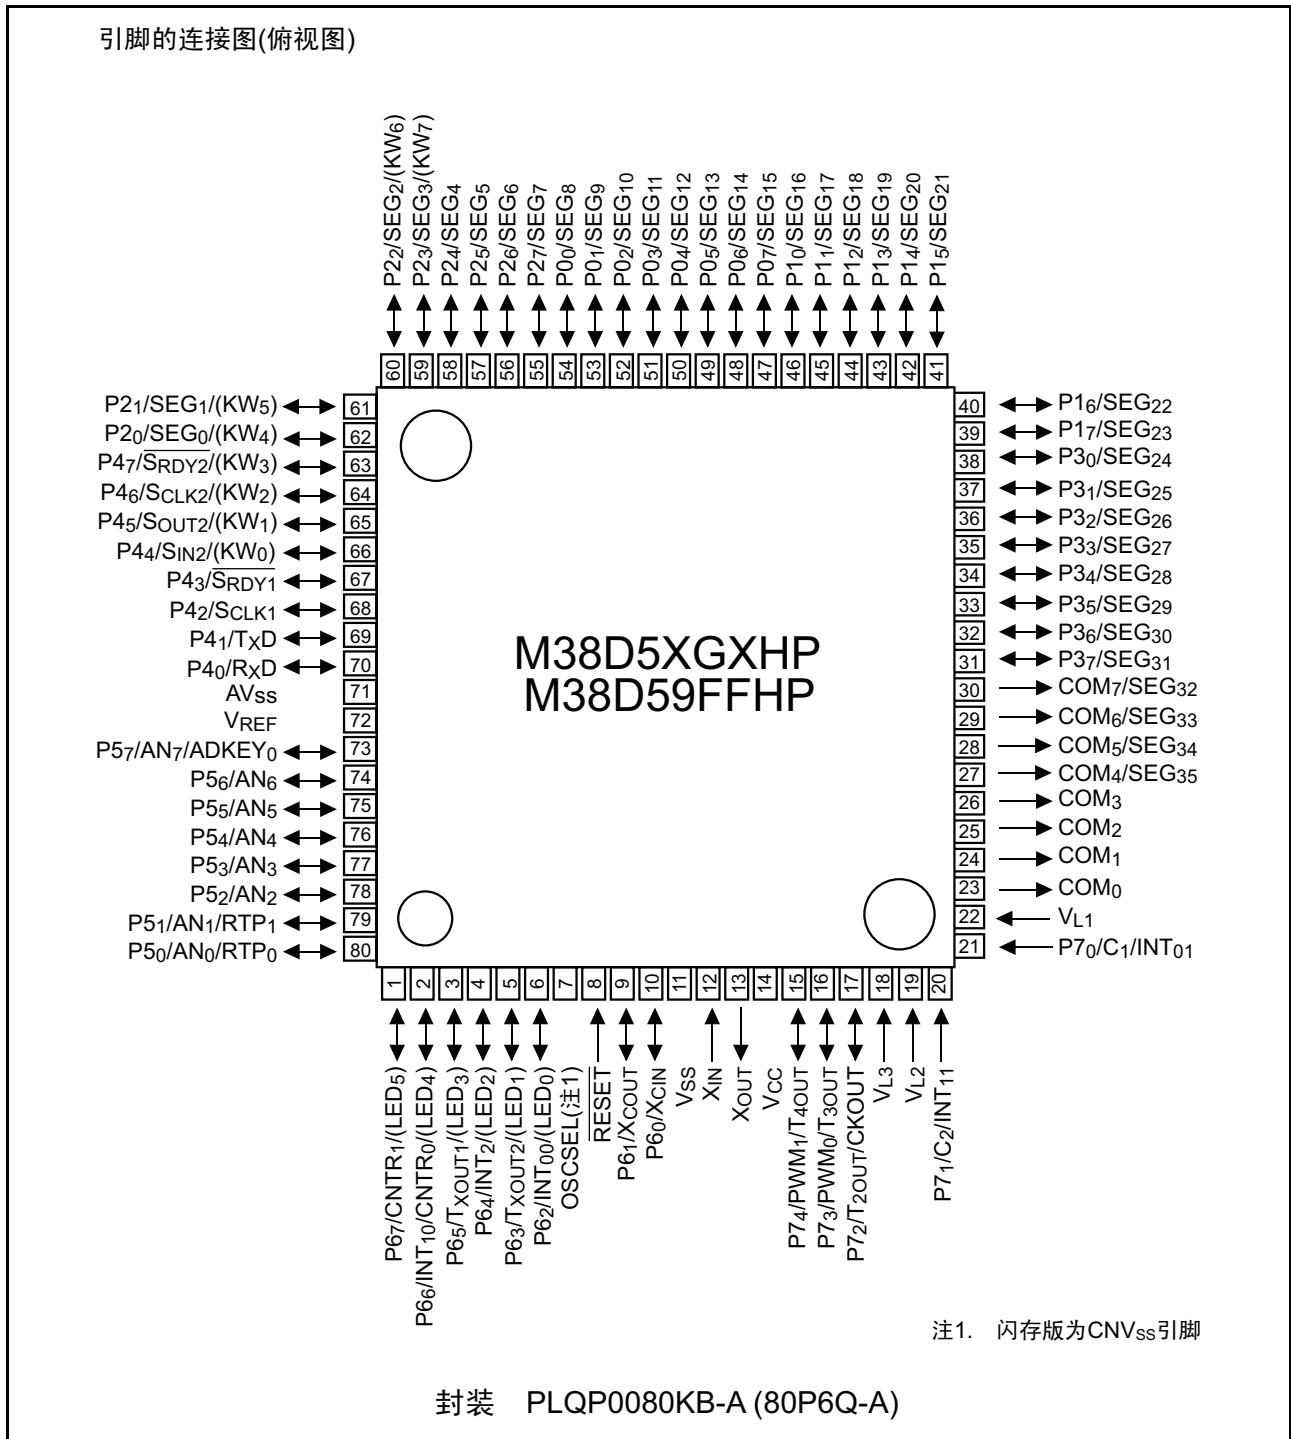 引脚的连接图(俯视图)
P22/SEG2/(KW6)
P23/SEG3/(KW7)
P24/SEG4
P25/SEG5
P26/SEG6
P27/SEG7
P00/SEG8
P01/SEG9
P02/SEG10
P03/SEG11
P04/SEG12
P05/SEG13
P06/SEG14
P07/SEG15
P10/SEG16
P11/SEG17
P12/SEG18
P13/SEG19
P14/SEG20
P15/SEG21
60 59 58 57 56 55 54 53 52 51 50 49 48 47 46 45 44 43 42 41
P21/SEG1/(KW5) 61
P20/SEG0/(KW4) 62
P47/SRDY2/(KW3) 63
P46/SCLK2/(KW2) 64
P45/SOUT2/(KW1) 65
P44/SIN2/(KW0) 66
P43/SRDY1 67
P42/SCLK1 68
P41/TXD 69
P40/RXD 70
AVSS 71
VREF 72
P57/AN7/ADKEY0 73
P56/AN6 74
P55/AN5 75
P54/AN4 76
P53/AN3 77
P52/AN2 78
P51/AN1/RTP1 79
P50/AN0/RTP0 80
M38D5XGXHP
M38D59FFHP
40 P16/SEG22
39 P17/SEG23
38 P30/SEG24
37 P31/SEG25
36 P32/SEG26
35 P33/SEG27
34 P34/SEG28
33 P35/SEG29
32 P36/SEG30
31 P37/SEG31
30 COM7/SEG32
29 COM6/SEG33
28 COM5/SEG34
27 COM4/SEG35
26 COM3
25 COM2
24 COM1
23 COM0
22 VL1
21 P70/C1/INT01
1 2 3 4 5 6 7 8 9 10 11 12 13 14 15 16 17 18 19 20
P67/CNTR1/(LED5)
P66/INT10/CNTR0/(LED4)
P65/TXOUT1/(LED3)
P64/INT2/(LED2)
P63/TXOUT2/(LED1)
P62/INT00/(LED0)
OSCSEL(注1)
RESET
P61/XCOUT
P60/XCIN
VSS
XIN
XOUT
VCC
P74/PWM1/T4OUT
P73/PWM0/T3OUT
P72/T2OUT/CKOUT
VL3
VL2
P71/C2/INT11
注1. 闪存版为CNVSS引脚
封装 PLQP0080KB-A (80P6Q-A)